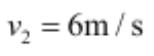 v₂ = 6m / s